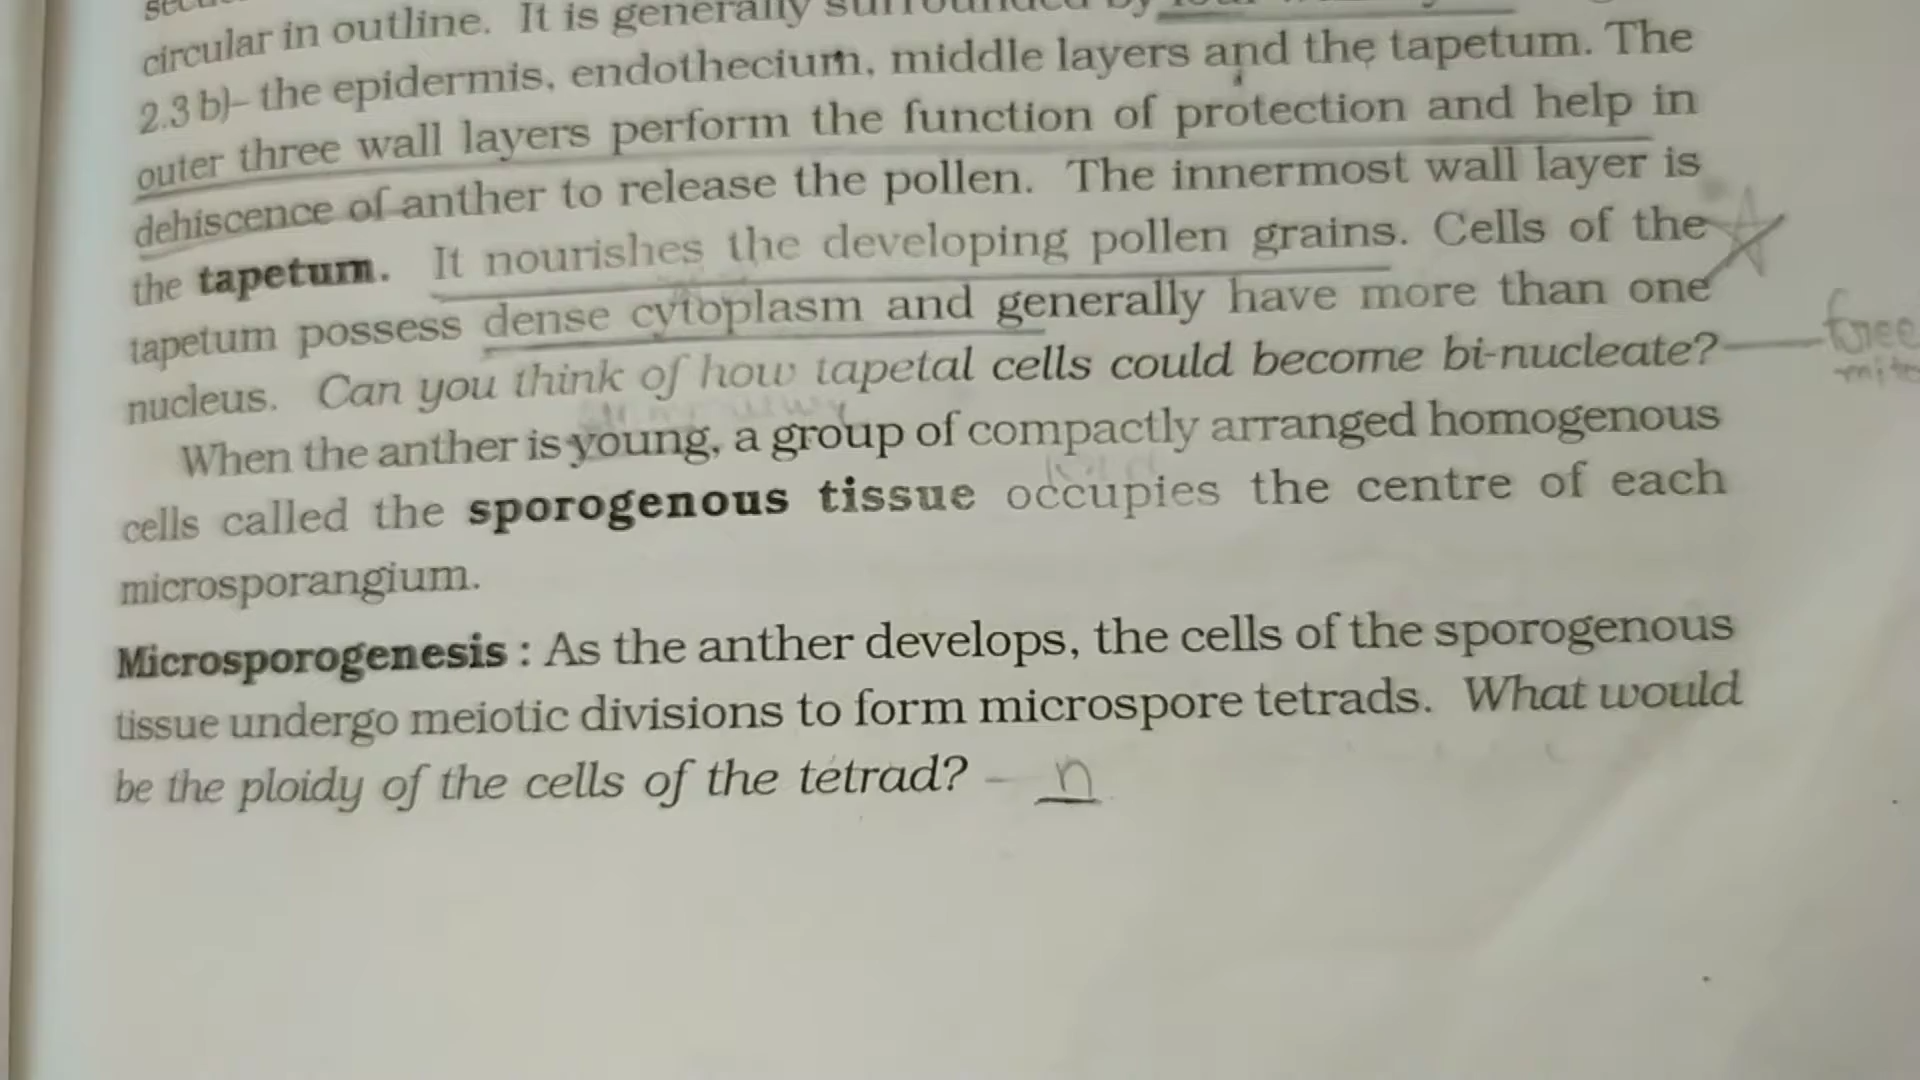 circular in outline. It is generally surrounded by four
2.3 b)– the epidermis, endothecium, middle layers and the tapetum. The
outer three wall layers perform the function of protection and help in
dehiscence of anther to release the pollen. The innermost wall layer is
the tapetum. It nourishes the developing pollen grains. Cells of the
tapetum possess dense cytoplasm and generally have more than one
nucleus. Can you think of how tapetal cells could become bi-nucleate? free
When the anther is young, a group of compactly arranged homogenous
cells called the sporogenous tissue occupies the centre of each
microsporangium.
Microsporogenesis : As the anther develops, the cells of the sporogenous
tissue undergo meiotic divisions to form microspore tetrads. What would
be the ploidy of the cells of the tetrad? – n